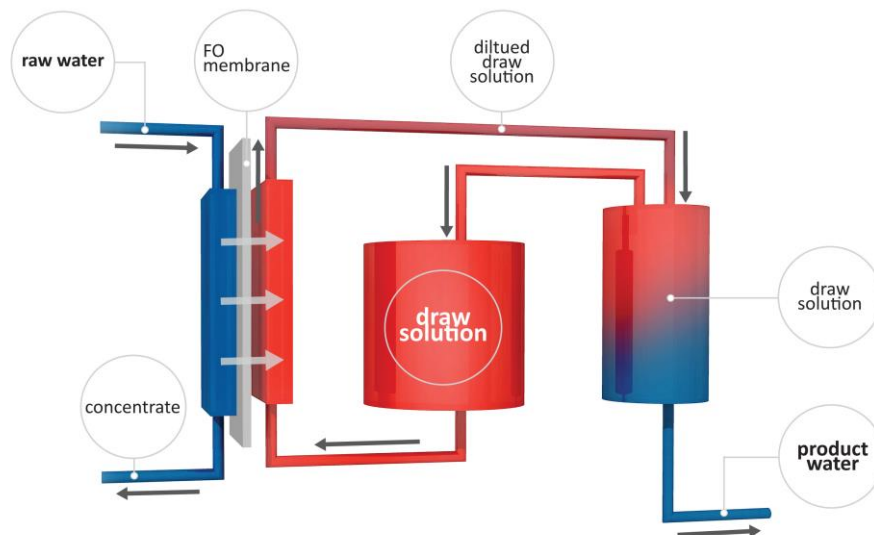 raw water
FO
membrane
diltued
draw
solution
draw
solution
draw
solution
concentrate
product
water